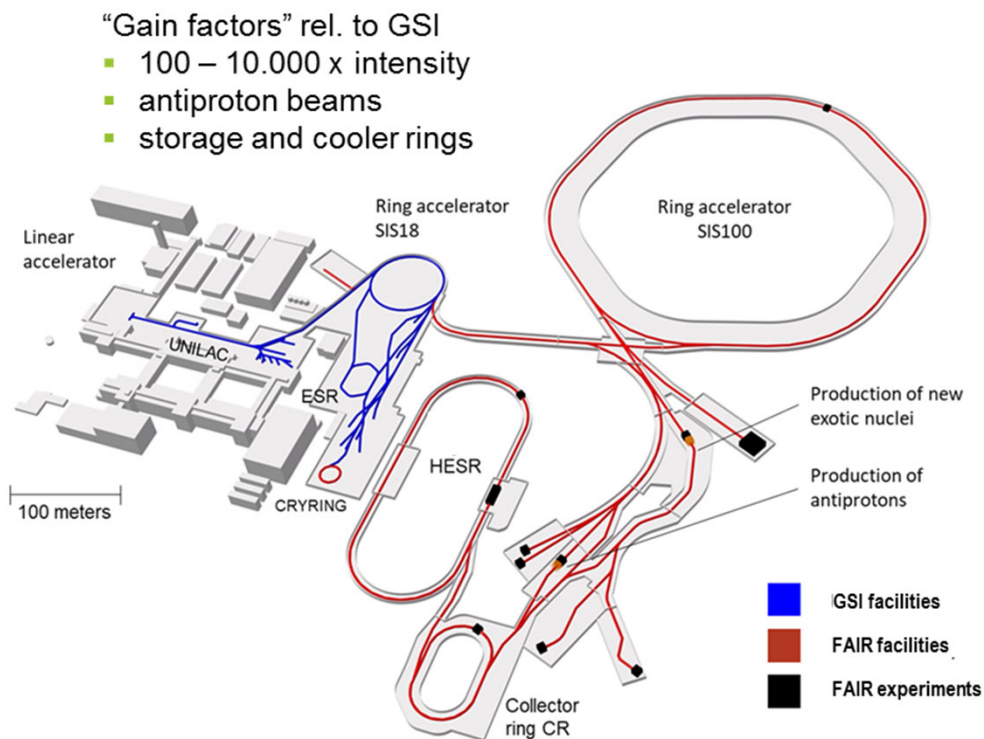 “Gain factors” rel. to GSI
▪ 100 – 10.000 x intensity
▪ antiproton beams
▪ storage and cooler rings
Linear
accelerator
Ring accelerator
SIS18
Ring accelerator
SIS100
UNILAC
ESR
HESR
CRYRING
100 meters
Production of new
exotic nuclei
Production of
antiprotons
Collector
ring CR
GSI facilities
FAIR facilities
FAIR experiments